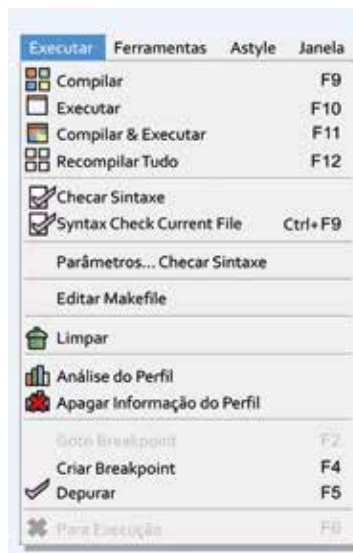 Executar Ferramentas Astyle Janela
Compilar F9
Executar F10
Compilar & Executar F11
Recompilar Tudo F12
Checar Sintaxe
Syntax Check Current File Ctrl+F9
Parâmetros... Checar Sintaxe
Editar Makefile
Limpar
Análise do Perfil
Apagar Informação do Perfil
Goto Breakpoint F2
Criar Breakpoint F4
Depurar F5
Para Execução F6